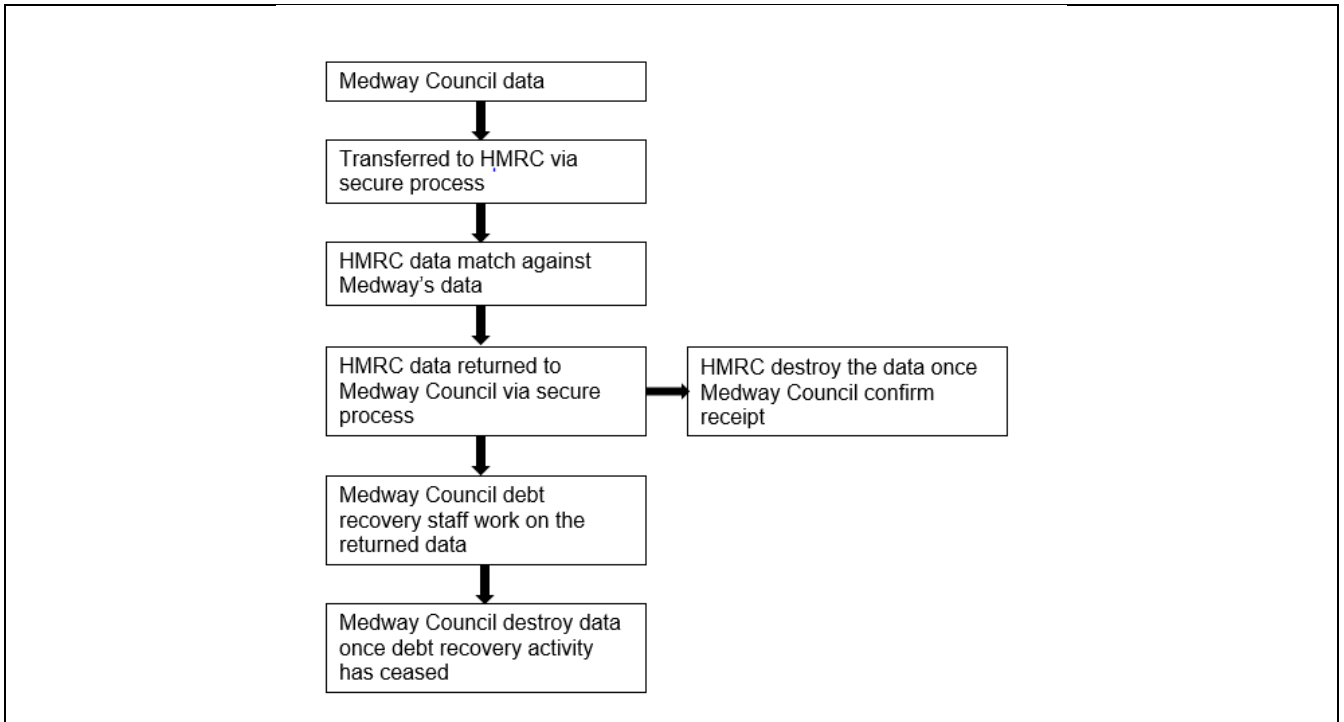 Medway Council data
Transferred to HMRC via
secure process
HMRC data match against
Medway's data
HMRC data returned to
Medway Council via secure
process
HMRC destroy the data once
Medway Council confirm
receipt
Medway Council debt
recovery staff work on the
returned data
Medway Council destroy data
once debt recovery activity
has ceased